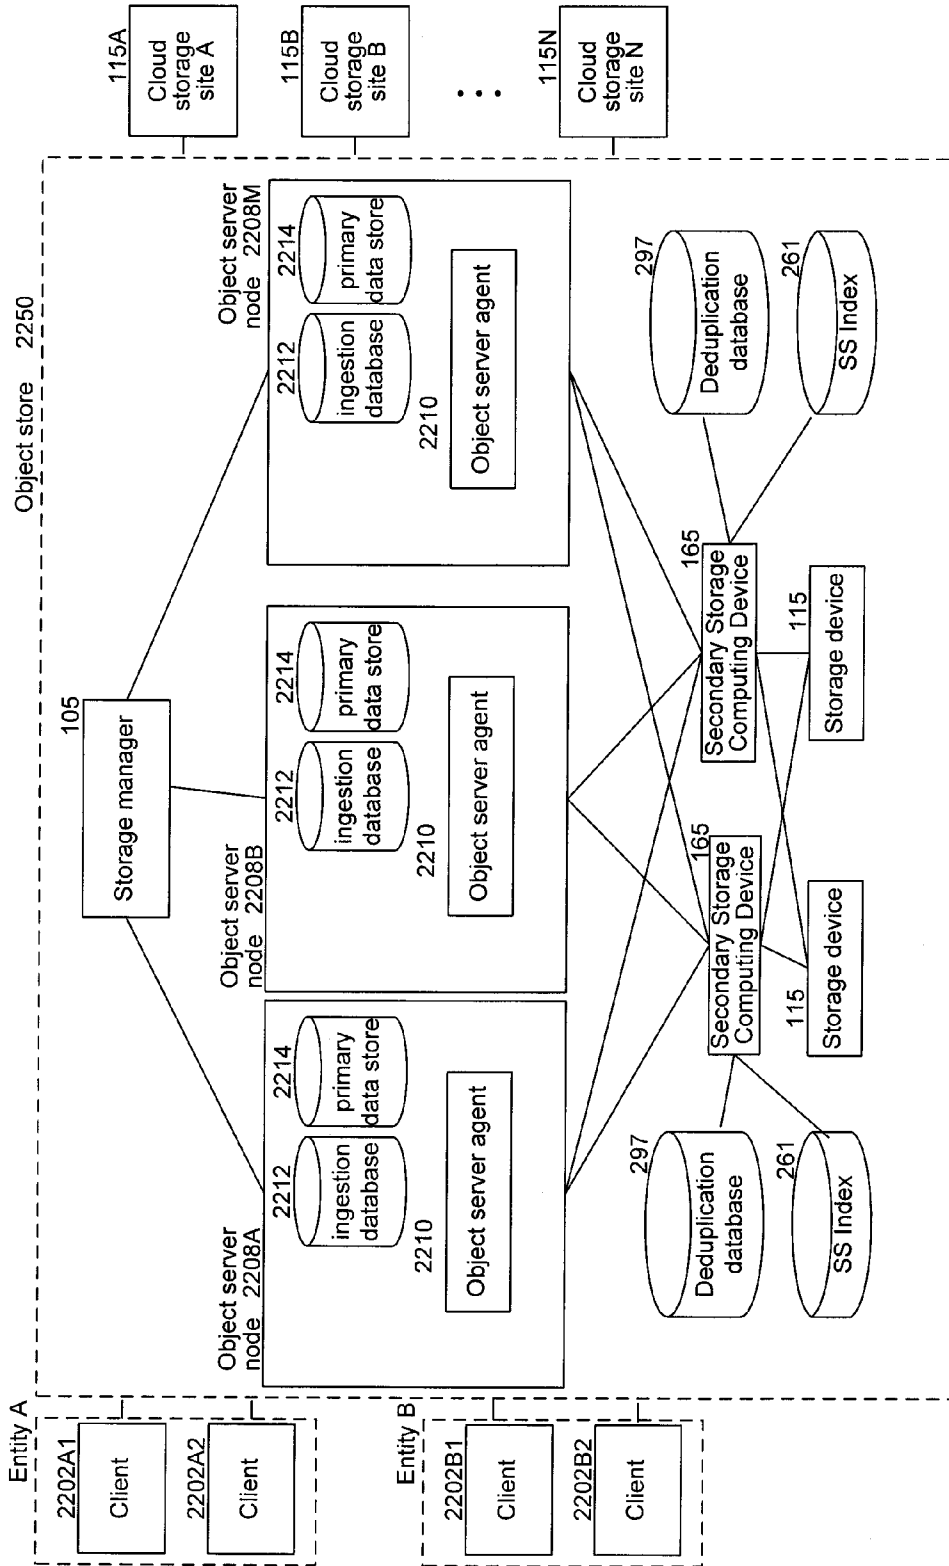 Object store 2250
Entity A
2202A1
Client
2202A2
Client
Entity B
2202B1
Client
2202B2
Client
105
Storage manager
Object server
node 2208A
2212
ingestion
database
2214
primary
data store
2210
Object server agent
Object server
node 2208B
2212
ingestion
database
2214
primary
data store
2210
Object server agent
Object server
node 2208M
2212
ingestion
database
2214
primary
data store
2210
Object server agent
297
Deduplication
database
261
SS Index
165
Secondary Storage
Computing Device
115
Storage device
165
Secondary Storage
Computing Device
115
Storage device
297
Deduplication
database
261
SS Index
115A
Cloud
storage
site A
115B
Cloud
storage
site B
• • •
115N
Cloud
storage
site N